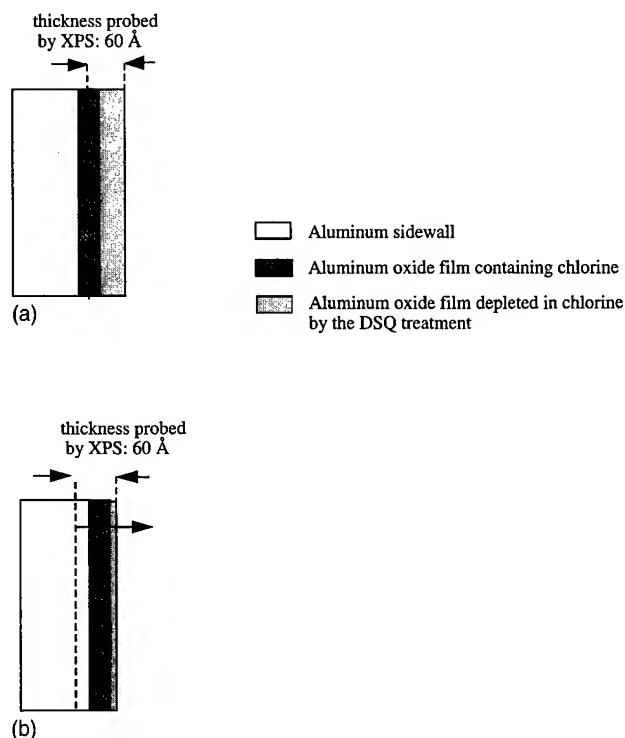 thickness probed
by XPS: 60 Å
(a)
Aluminum sidewall
Aluminum oxide film containing chlorine
Aluminum oxide film depleted in chlorine
by the DSQ treatment
thickness probed
by XPS: 60 Å
(b)